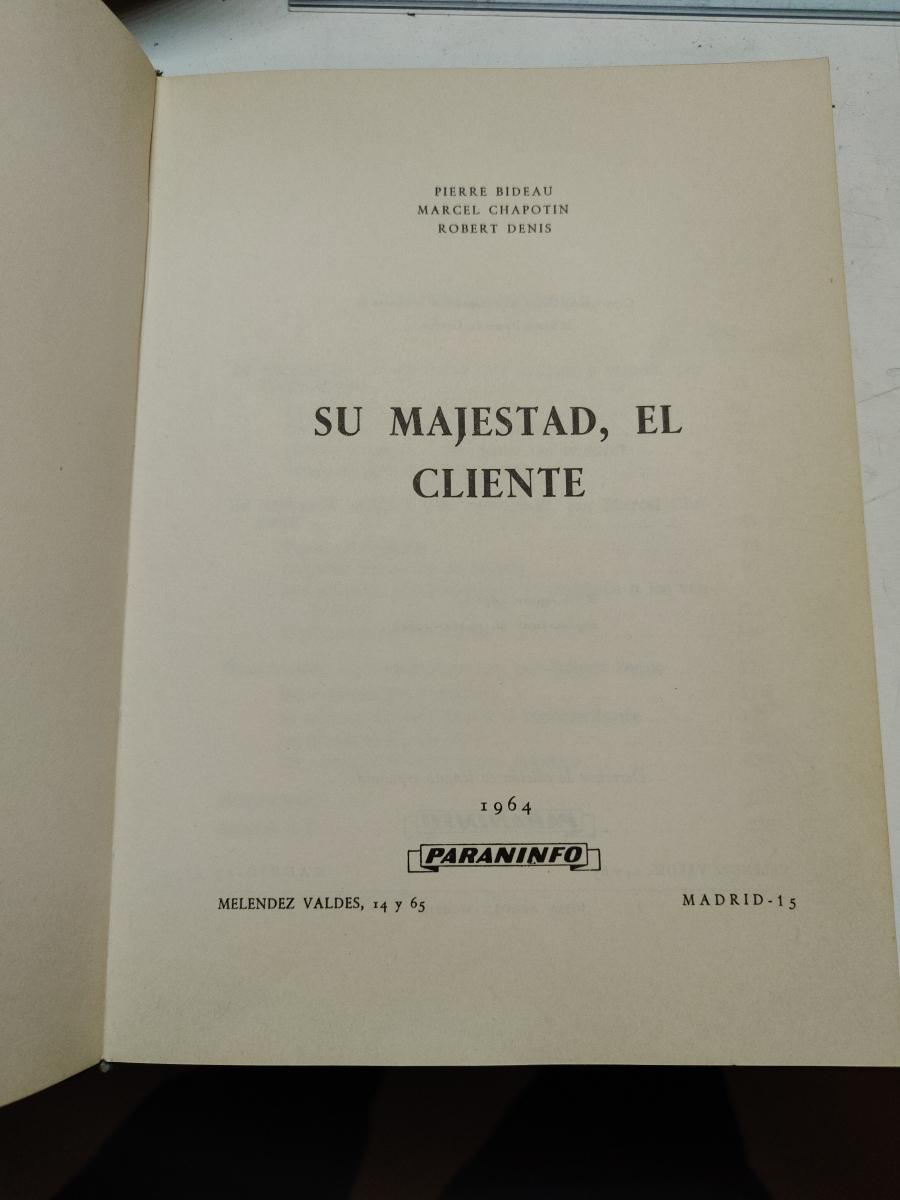 PIERRE BIDEAU
MARCEL CHAPOTIN
ROBERT DENIS
SU MAJESTAD, EL
CLIENTE
1964
PARANINFO
MELENDEZ VALDES, 14 y 65 MADRID-15